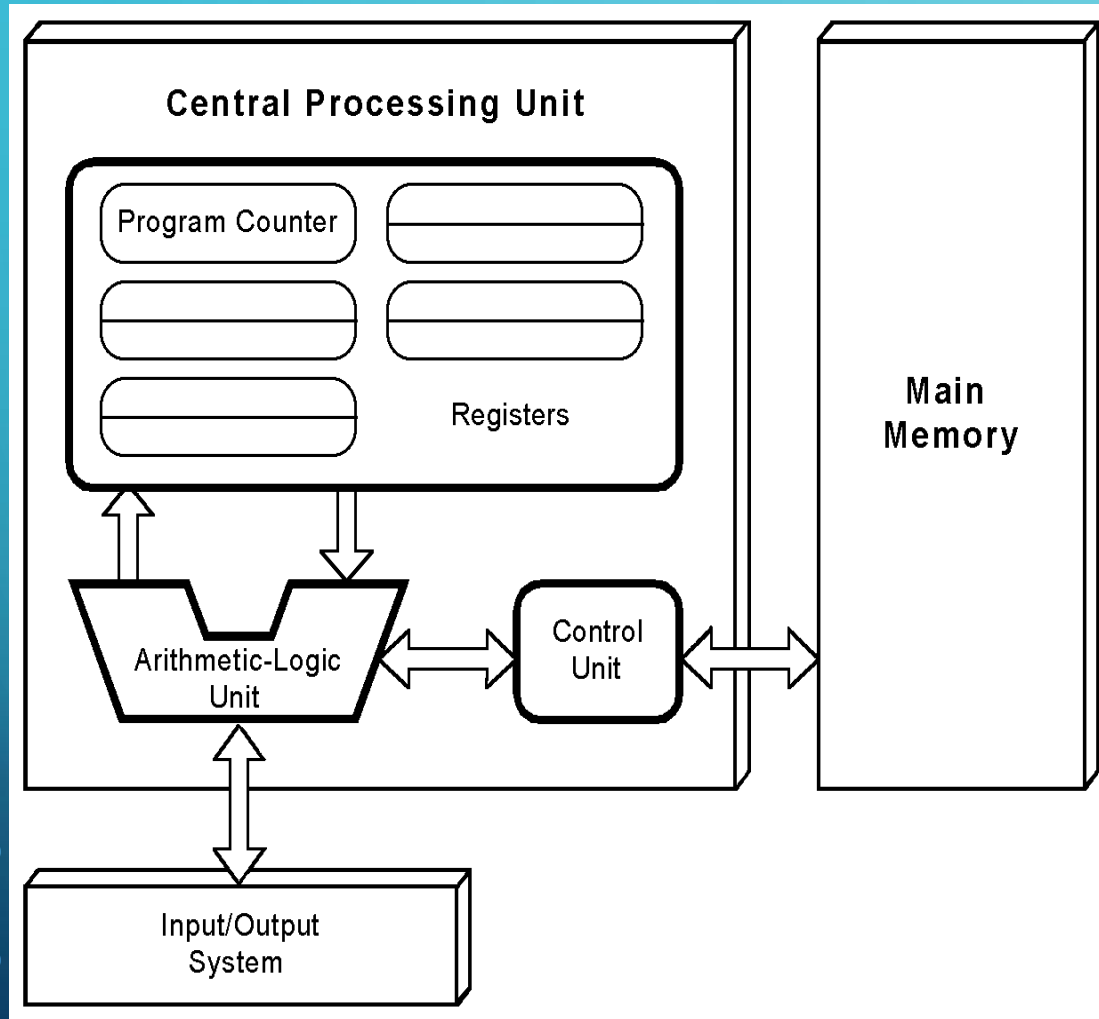 Central Processing Unit
Program Counter
Registers
Main
Memory
Arithmetic-Logic
Unit
Control
Unit
Input/Output
System